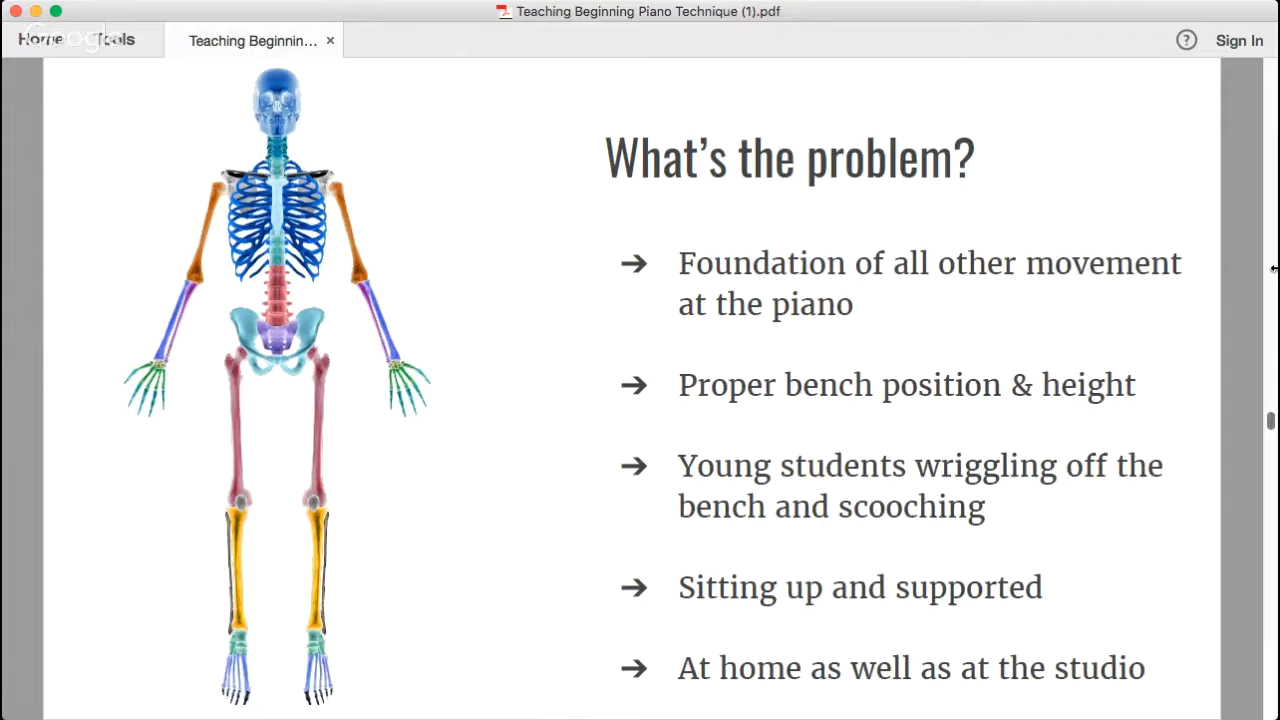 Teaching Beginning Piano Technique (1).pdf
Home Tools Teaching Beginnin... × ? Sign In
Google
What's the problem?
➔ Foundation of all other movement
at the piano
➔ Proper bench position & height
➔ Young students wriggling off the
bench and scooching
➔ Sitting up and supported
➔ At home as well as at the studio